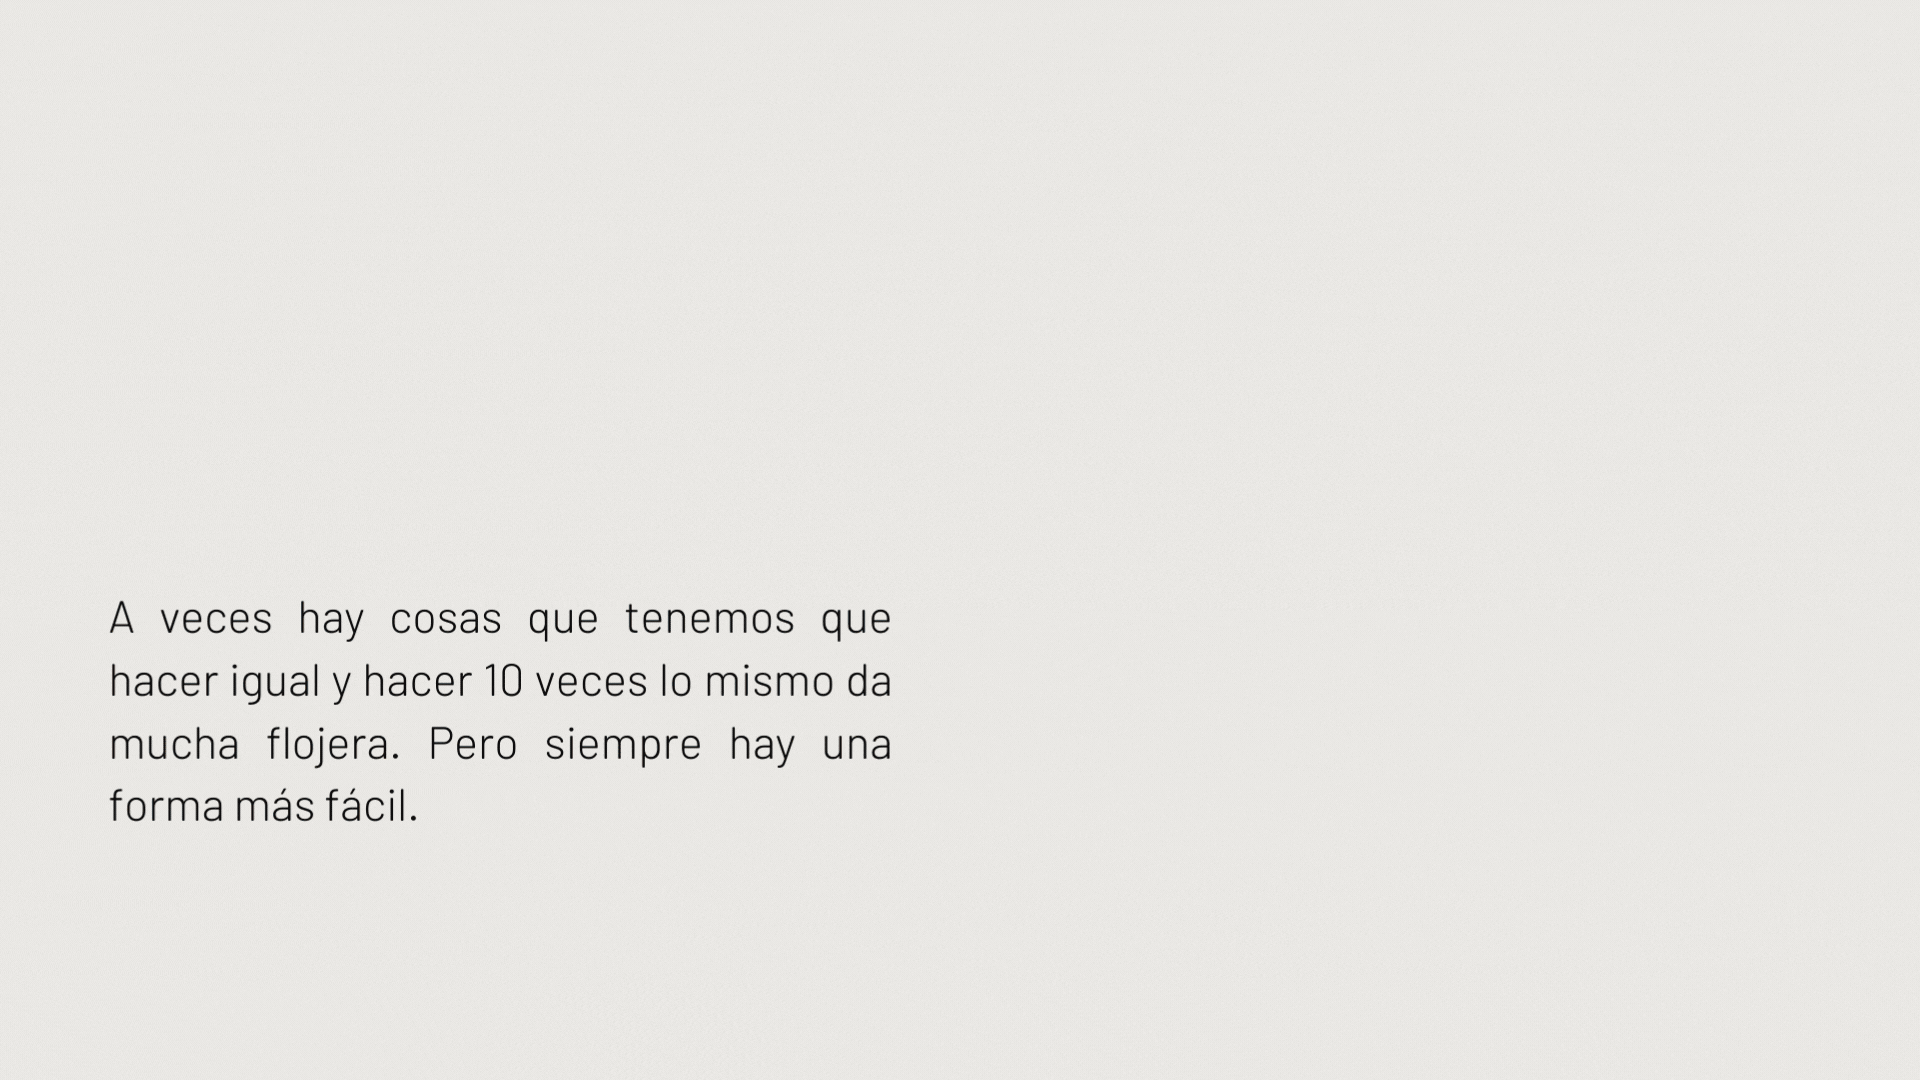 A veces hay cosas que tenemos que
hacer igual y hacer 10 veces lo mismo da
mucha flojera. Pero siempre hay una
forma más fácil.